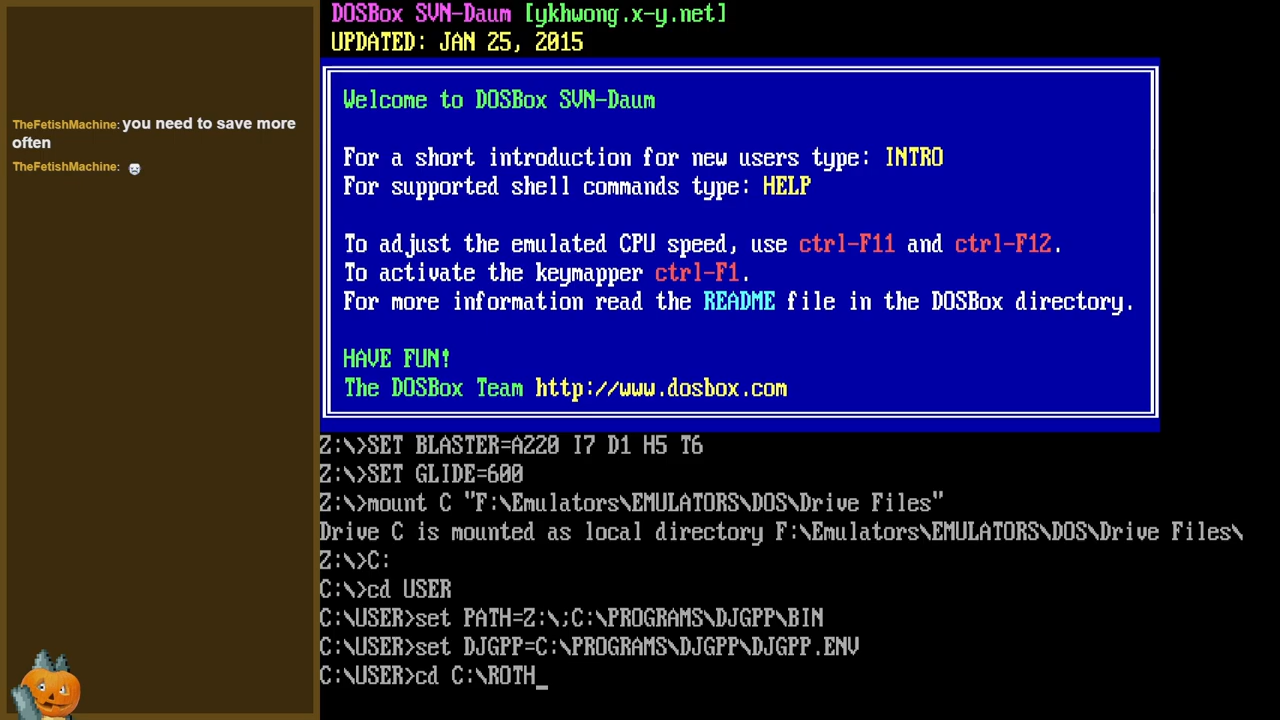 TheFetishMachine: you need to save more
often
TheFetishMachine:
DOSBox SVN-Daum [ykhwong.x-y.net]
UPDATED: JAN 25, 2015
Welcome to DOSBox SVN-Daum
For a short introduction for new users type: INTRO
For supported shell commands type: HELP
To adjust the emulated CPU speed, use ctrl-F11 and ctrl-F12.
To activate the keymapper ctrl-F1.
For more information read the README file in the DOSBox directory.
HAVE FUN!
The DOSBox Team http://www.dosbox.com
Z:\>SET BLASTER=A220 I7 D1 H5 T6
Z:\>SET GLIDE=600
Z:\>mount C "F:\Emulators\EMULATORS\DOS\Drive Files"
Drive C is mounted as local directory F:\Emulators\EMULATORS\DOS\Drive Files\
Z:\>C:
C:\>cd USER
C:\USER>set PATH=Z:\;C:\PROGRAMS\DJGPP\BIN
C:\USER>set DJGPP=C:\PROGRAMS\DJGPP\DJGPP.ENV
C:\USER>cd C:\ROTH_